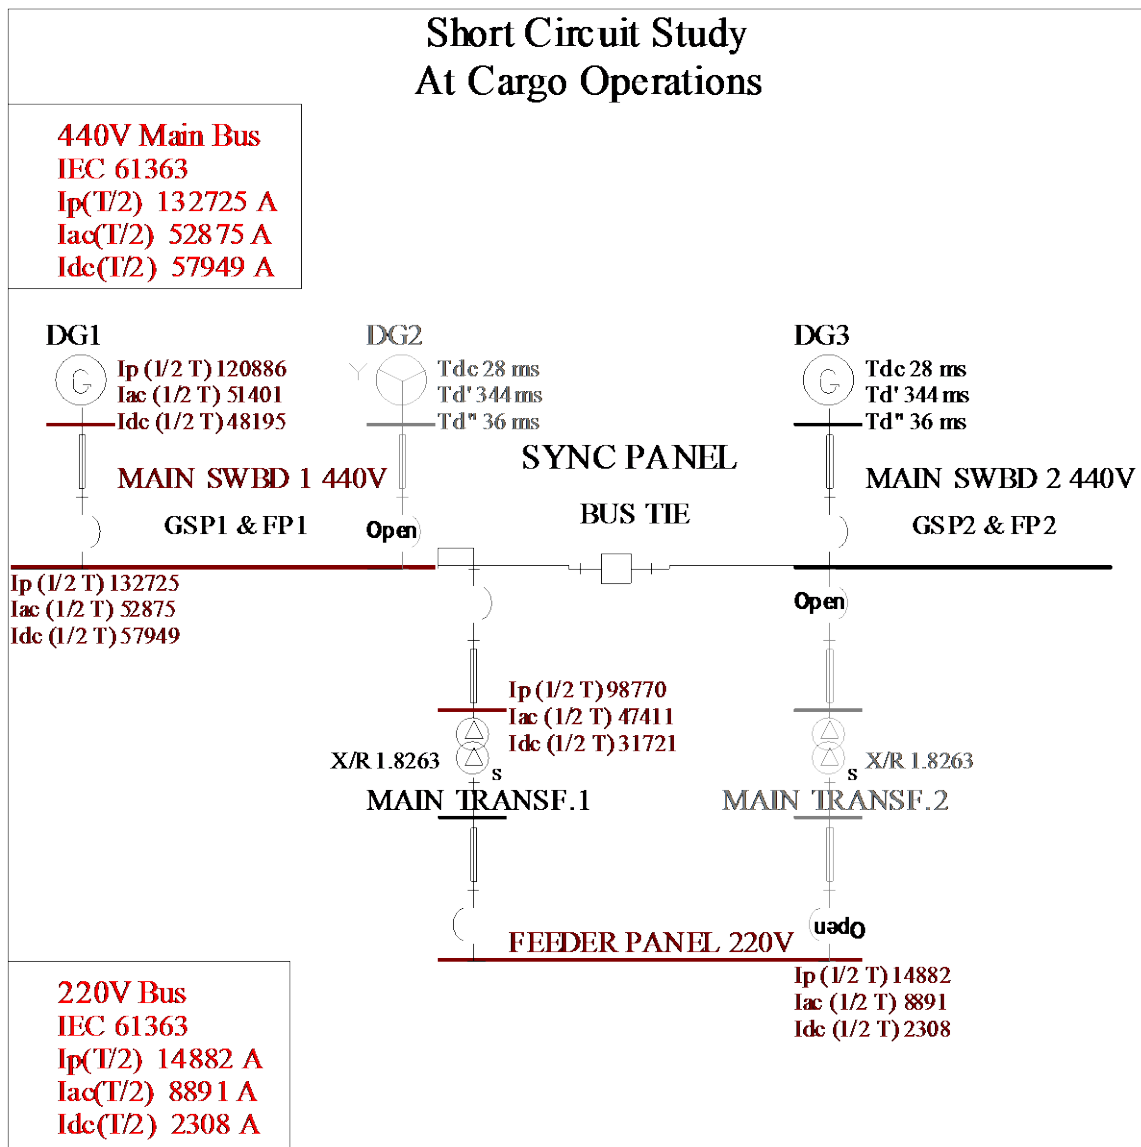 Short Circuit Study
At Cargo Operations
440V Main Bus
IEC 61363
Ip(T/2) 132725 A
Iac(T/2) 52875 A
Idc(T/2) 57949 A
DG1
G
Ip (1/2 T) 120886
Iac (1/2 T) 51401
Idc (1/2 T) 48195
DG2
Y
Tdc 28 ms
Td' 344 ms
Td" 36 ms
DG3
G
Tdc 28 ms
Td' 344 ms
Td" 36 ms
SYNC PANEL
MAIN SWBD 1 440V
MAIN SWBD 2 440V
BUS TIE
GSP1 & FP1
Open
GSP2 & FP2
Ip (1/2 T) 132725
Iac (1/2 T) 52875
Idc (1/2 T) 57949
Open
Ip (1/2 T) 98770
Iac (1/2 T) 47411
Idc (1/2 T) 31721
X/R 1.8263
s
MAIN TRANSF.1
X/R 1.8263
s
MAIN TRANSF.2
Open
FEEDER PANEL 220V
Ip (1/2 T) 14882
Iac (1/2 T) 8891
Idc (1/2 T) 2308
220V Bus
IEC 61363
Ip(T/2) 14882 A
Iac(T/2) 8891 A
Idc(T/2) 2308 A